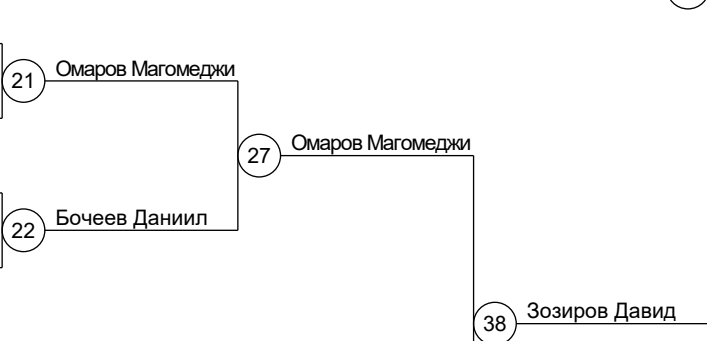 21 Омаров Магомеджи
27 Омаров Магомеджи
22 Бочеев Даниил
38 Зозиров Давид